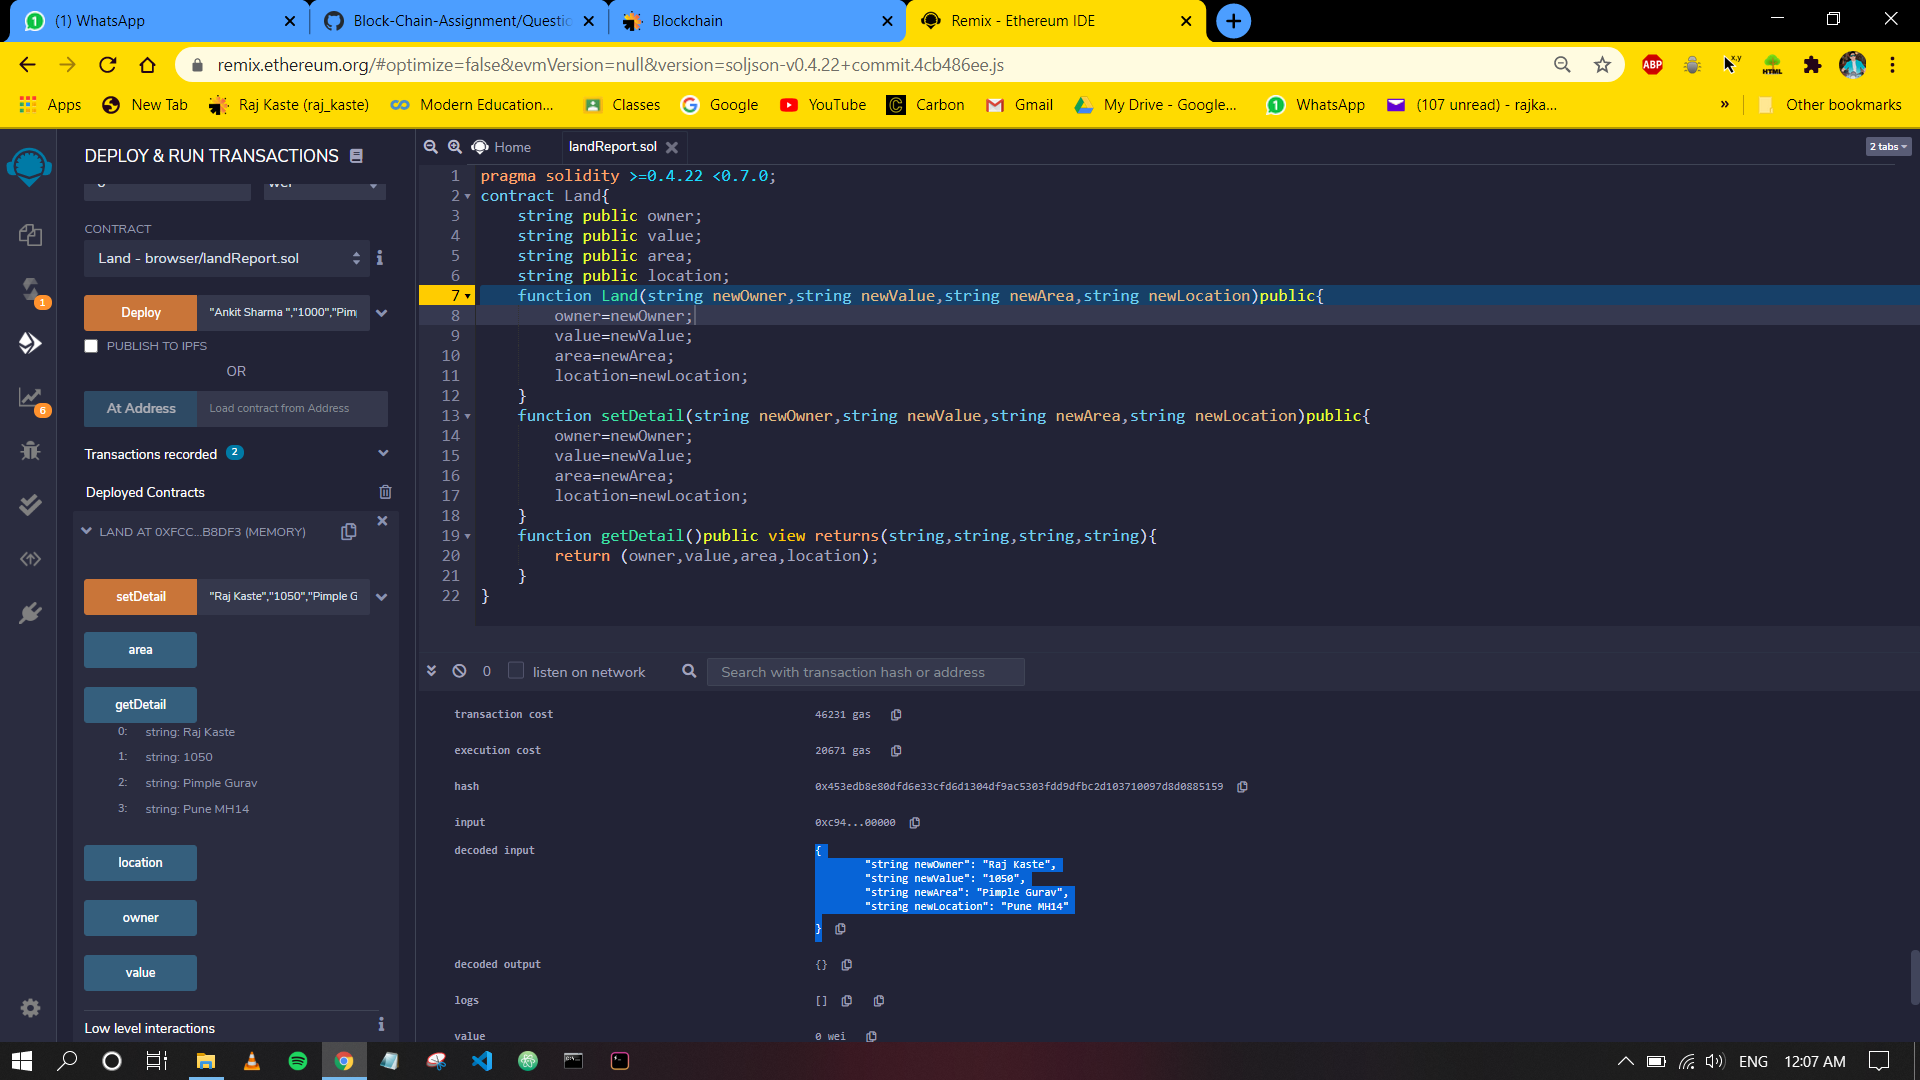 (1) WhatsApp
Block-Chain-Assignment/Questic
Blockchain
Remix - Ethereum IDE
remix.ethereum.org/#optimize=false&evmVersion=null&version=soljson-v0.4.22+commit.4cb486ee.js
ABP
x,y
HTML
Apps
New Tab
Raj Kaste (raj_kaste)
Modern Education...
Classes
Google
YouTube
Carbon
Gmail
My Drive - Google...
WhatsApp
(107 unread) - rajka...
»
Other bookmarks
DEPLOY & RUN TRANSACTIONS
CONTRACT
Land - browser/landReport.sol
Deploy
"Ankit Sharma ","1000","Pim
PUBLISH TO IPFS
OR
At Address
Load contract from Address
Transactions recorded 2
Deployed Contracts
LAND AT 0XFCC...B8DF3 (MEMORY)
setDetail
"Raj Kaste","1050","Pimple G
area
getDetail
0: string: Raj Kaste
1: string: 1050
2: string: Pimple Gurav
3: string: Pune MH14
location
owner
value
Low level interactions
1
6
Home
landReport.sol
2 tabs
1 pragma solidity >=0.4.22 <0.7.0;
2 contract Land{
3 string public owner;
4 string public value;
5 string public area;
6 string public location;
7 function Land(string newOwner,string newValue,string newArea,string newLocation)public{
8 owner=newOwner;
9 value=newValue;
10 area=newArea;
11 location=newLocation;
12 }
13 function setDetail(string newOwner,string newValue,string newArea,string newLocation)public{
14 owner=newOwner;
15 value=newValue;
16 area=newArea;
17 location=newLocation;
18 }
19 function getDetail()public view returns(string,string,string,string){
20 return (owner,value,area,location);
21 }
22 }
0 listen on network
Search with transaction hash or address
transaction cost 46231 gas
execution cost 20671 gas
hash 0x453edb8e80dfd6e33cfd6d1304df9ac5303fdd9dfbc2d103710097d8d0885159
input 0xc94...00000
decoded input {
"string newOwner": "Raj Kaste",
"string newValue": "1050",
"string newArea": "Pimple Gurav",
"string newLocation": "Pune MH14"
}
decoded output {}
logs []
value 0 wei
ENG
12:07 AM